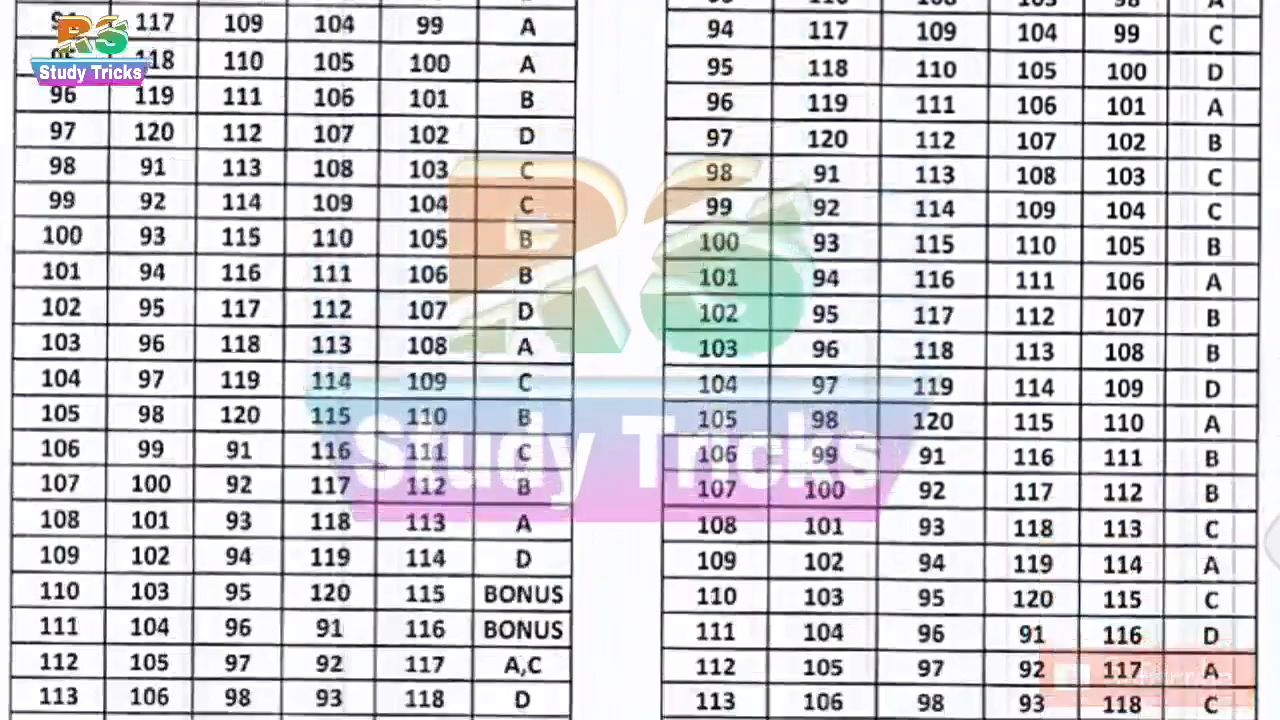 94 117 109 104 99 A
118 110 105 100 A
96 119 111 106 101 B
97 120 112 107 102 D
98 91 113 108 103 C
99 92 114 109 104 C
100 93 115 110 105 B
101 94 116 111 106 B
102 95 117 112 107 D
103 96 118 113 108 A
104 97 119 114 109 C
105 98 120 115 110 B
106 99 91 116 111 C
107 100 92 117 112 B
108 101 93 118 113 A
109 102 94 119 114 D
110 103 95 120 115 BONUS
111 104 96 91 116 BONUS
112 105 97 92 117 A,C
113 106 98 93 118 D
94 117 109 104 99 C
95 118 110 105 100 D
96 119 111 106 101 A
97 120 112 107 102 B
98 91 113 108 103 C
99 92 114 109 104 C
100 93 115 110 105 B
101 94 116 111 106 A
102 95 117 112 107 B
103 96 118 113 108 B
104 97 119 114 109 D
105 98 120 115 110 A
106 99 91 116 111 B
107 100 92 117 112 B
108 101 93 118 113 C
109 102 94 119 114 A
110 103 95 120 115 C
111 104 96 91 116 D
112 105 97 92 117 A
113 106 98 93 118 C
RS
Study Tricks
RS
Study Tricks